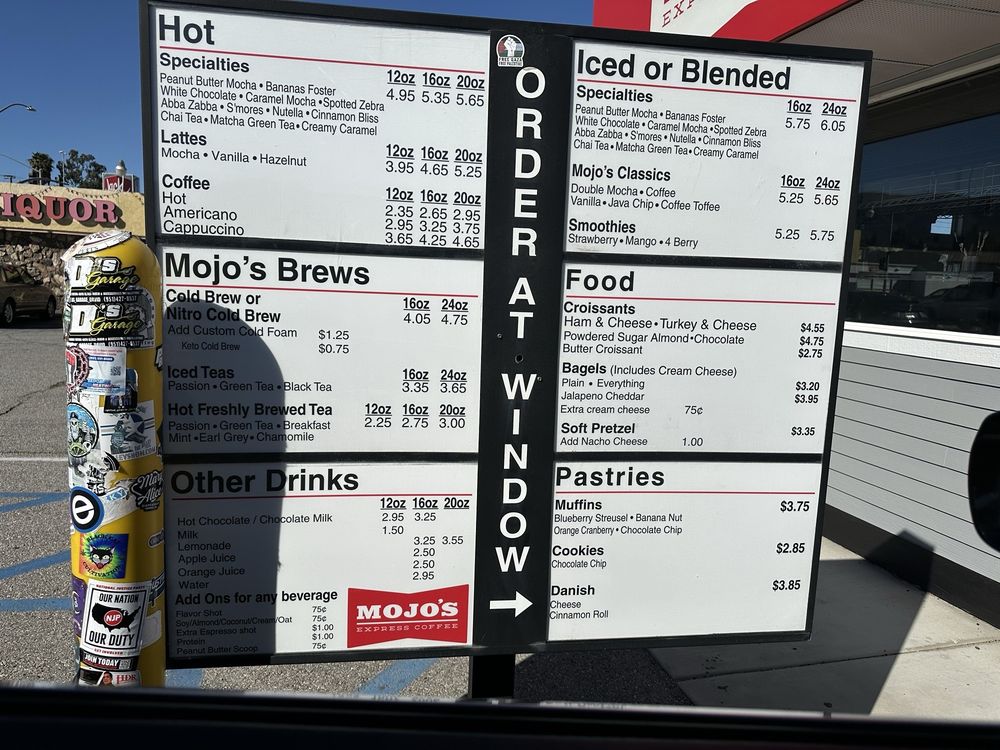 Hot
Specialties
12oz 16oz 20oz
Peanut Butter Mocha • Bananas Foster 4.95 5.35 5.65
White Chocolate • Caramel Mocha • Spotted Zebra
Abba Zabba • S'mores • Nutella • Cinnamon Bliss
Chai Tea • Matcha Green Tea • Creamy Caramel
Lattes 12oz 16oz 20oz
Mocha • Vanilla • Hazelnut 3.95 4.65 5.25
Coffee 12oz 16oz 20oz
Hot 2.35 2.65 2.95
Americano 2.95 3.25 3.75
Cappuccino 3.65 4.25 4.65
Mojo's Brews
Cold Brew or 16oz 24oz
Nitro Cold Brew 4.05 4.75
Add Custom Cold Foam $1.25
Keto Cold Brew $0.75
Iced Teas 16oz 24oz
Passion • Green Tea • Black Tea 3.35 3.65
Hot Freshly Brewed Tea 12oz 16oz 20oz
Passion • Green Tea • Breakfast 2.25 2.75 3.00
Mint • Earl Grey • Chamomile
Other Drinks
12oz 16oz 20oz
Hot Chocolate / Chocolate Milk 2.95 3.25
Milk 1.50
Lemonade 3.25 3.55
Apple Juice 2.50
Orange Juice 2.50
Water 2.95
Add Ons for any beverage
Flavor Shot 75¢
Soy/Almond/Coconut/Cream/Oat 75¢
Extra Espresso shot $1.00
Protein $1.00
Peanut Butter Scoop 75¢
MOJO'S
EXPRESS COFFEE
FREE GAZA
FREE PALESTINE
ORDER AT WINDOW
Iced or Blended
Specialties 16oz 24oz
Peanut Butter Mocha • Bananas Foster 5.75 6.05
White Chocolate • Caramel Mocha • Spotted Zebra
Abba Zabba • S'mores • Nutella • Cinnamon Bliss
Chai Tea • Matcha Green Tea • Creamy Caramel
Mojo's Classics 16oz 24oz
Double Mocha • Coffee 5.25 5.65
Vanilla • Java Chip • Coffee Toffee
Smoothies 5.25 5.75
Strawberry • Mango • 4 Berry
Food
Croissants
Ham & Cheese • Turkey & Cheese $4.55
Powdered Sugar Almond • Chocolate $4.75
Butter Croissant $2.75
Bagels (Includes Cream Cheese)
Plain • Everything $3.20
Jalapeno Cheddar $3.95
Extra cream cheese 75¢
Soft Pretzel $3.35
Add Nacho Cheese 1.00
Pastries
Muffins $3.75
Blueberry Streusel • Banana Nut
Orange Cranberry • Chocolate Chip
Cookies $2.85
Chocolate Chip
Danish $3.85
Cheese
Cinnamon Roll
IQUOR
EXP
D's
Garage
D's
Garage
e
NATIONAL JUSTICE PARTY
OUR NATION
NJP
OUR DUTY
GET INVOLVED
JOIN TODAY
HDR